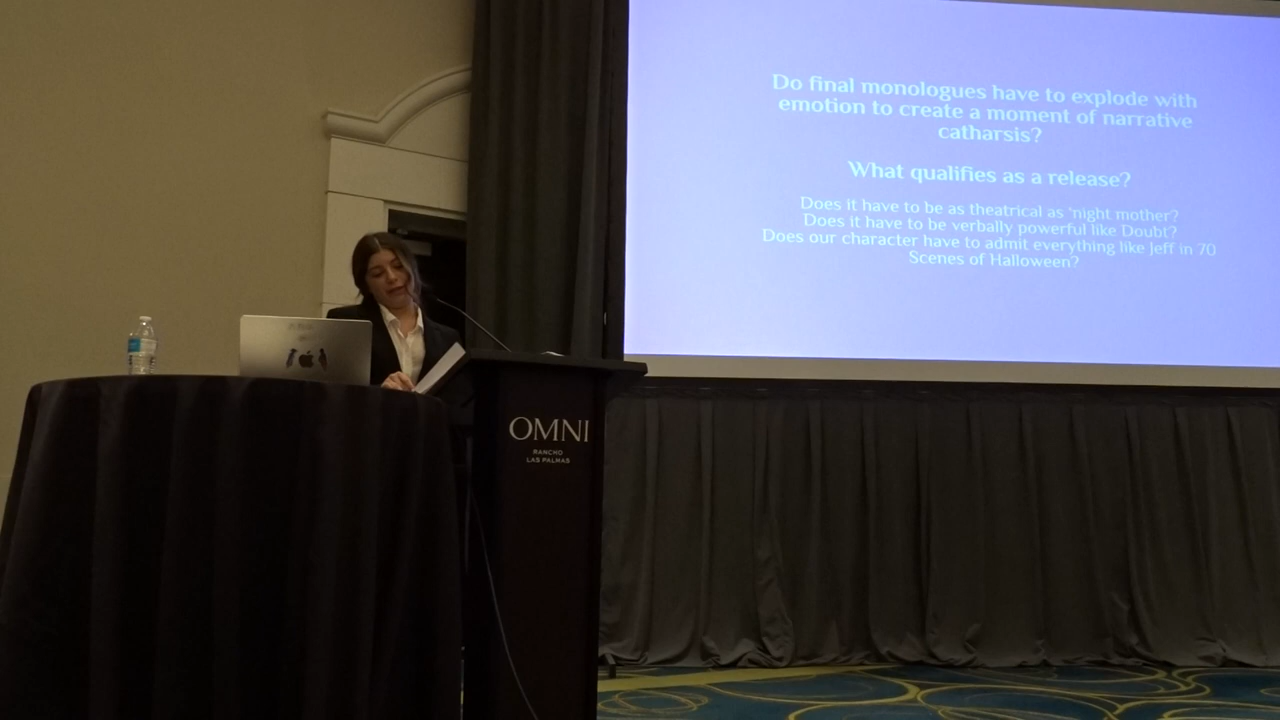 Do final monologues have to explode with
emotion to create a moment of narrative
catharsis?
What qualifies as a release?
Does it have to be as theatrical as 'night mother?
Does it have to be verbally powerful like Doubt?
Does our character have to admit everything like Jeff in 70
Scenes of Halloween?
OMNI
RANCHO
LAS PALMAS